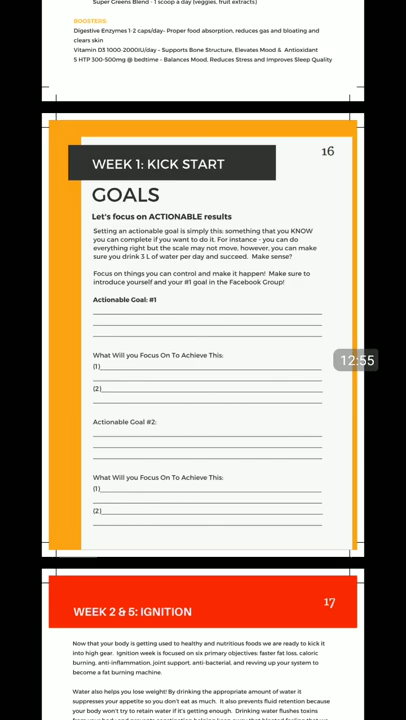 Super Greens Blend - 1 scoop a day (veggies, fruit extracts)
BOOSTERS:
Digestive Enzymes 1-2 caps/day- Proper food absorption, reduces gas and bloating and
clears skin
Vitamin D3 1000-2000IU/day - Supports Bone Structure, Elevates Mood & Antioxidant
5 HTP 300-500mg @ bedtime - Balances Mood, Reduces Stress and Improves Sleep Quality
16
WEEK 1: KICK START
GOALS
Let's focus on ACTIONABLE results
Setting an actionable goal is simply this: something that you KNOW
you can complete if you want to do it. For instance - you can do
everything right but the scale may not move, however, you can make
sure you drink 3 L of water per day and succeed. Make sense?
Focus on things you can control and make it happen! Make sure to
introduce yourself and your #1 goal in the Facebook Group!
Actionable Goal: #1
What Will you Focus On To Achieve This:
(1)
(2)
12:55
Actionable Goal #2:
What Will you Focus On To Achieve This:
(1)
(2)
17
WEEK 2 & 5: IGNITION
Now that your body is getting used to healthy and nutritious foods we are ready to kick it
into high gear. Ignition week is focused on six primary objectives: faster fat loss, caloric
burning, anti-inflammation, joint support, anti-bacterial, and revving up your system to
become a fat burning machine.
Water also helps you lose weight! By drinking the appropriate amount of water it
suppresses your appetite so you don't eat as much. It also prevents fluid retention because
your body won't try to retain water if it's getting enough. Drinking water flushes toxins